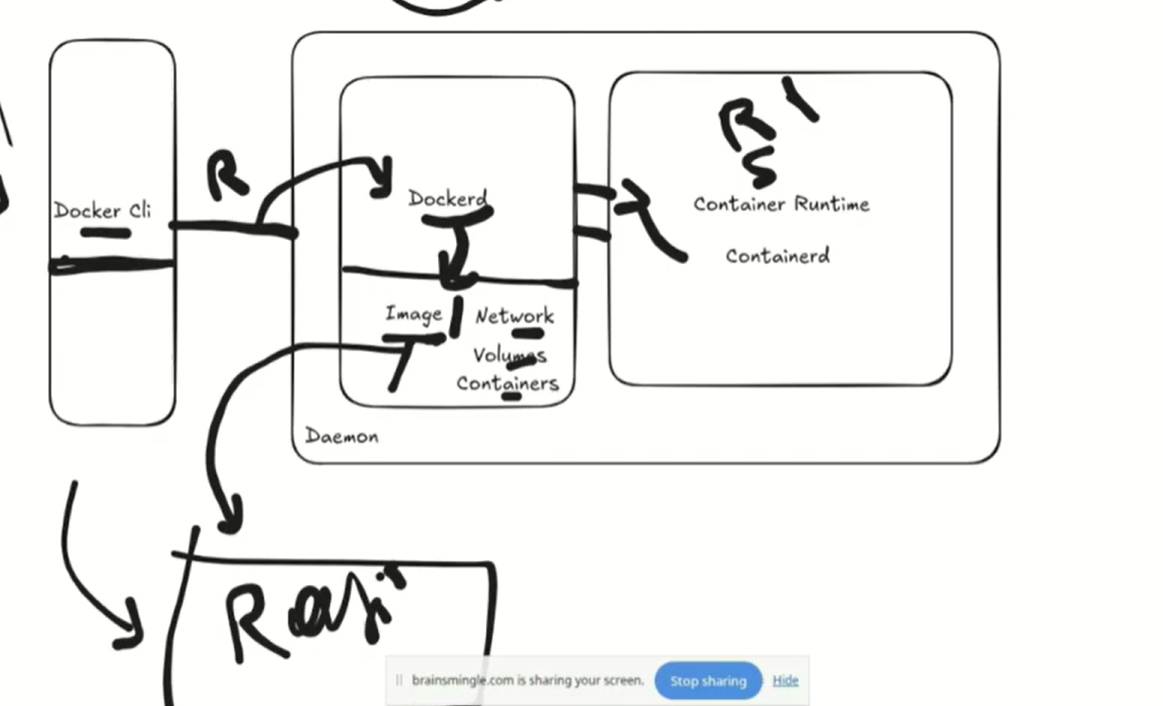 R I
R
S
Dockerd
Container Runtime
Docker Cli
Containerd
Image
Network
Volumes
Containers
Daemon
brainsmingle.com is sharing your screen.
Stop sharing
Hide